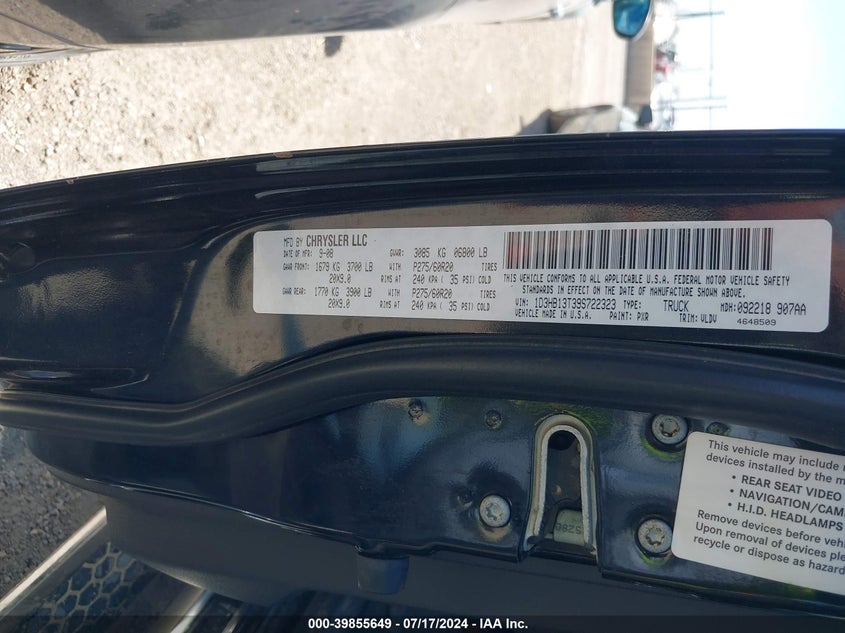 MFD BY CHRYSLER LLC
DATE OF MFR: 9-08 GVWR: 3085 KG 06800 LB
GAWR FRONT: 1679 KG 3700 LB WITH P275/60R20 TIRES
20X9.0 RIMS AT 240 KPA ( 35 PSI) COLD
GAWR REAR: 1770 KG 3900 LB WITH P275/60R20 TIRES
20X9.0 RIMS AT 240 KPA ( 35 PSI) COLD
THIS VEHICLE CONFORMS TO ALL APPLICABLE U.S.A. FEDERAL MOTOR VEHICLE SAFETY
STANDARDS IN EFFECT ON THE DATE OF MANUFACTURE SHOWN ABOVE.
VIN: 1D3HB13T39S722323 TYPE: TRUCK MDH: 092218 907AA
VEHICLE MADE IN U.S.A. PAINT: PXR TRIM: VLDV 4648509
This vehicle may include
devices installed by the m
• REAR SEAT VIDEO
• NAVIGATION/CAM
• H.I.D. HEADLAMPS
Remove devices before vehi
Upon removal of devices ple
recycle or dispose as hazard
000-39855649 / 07/17/2024 - IAA Inc.